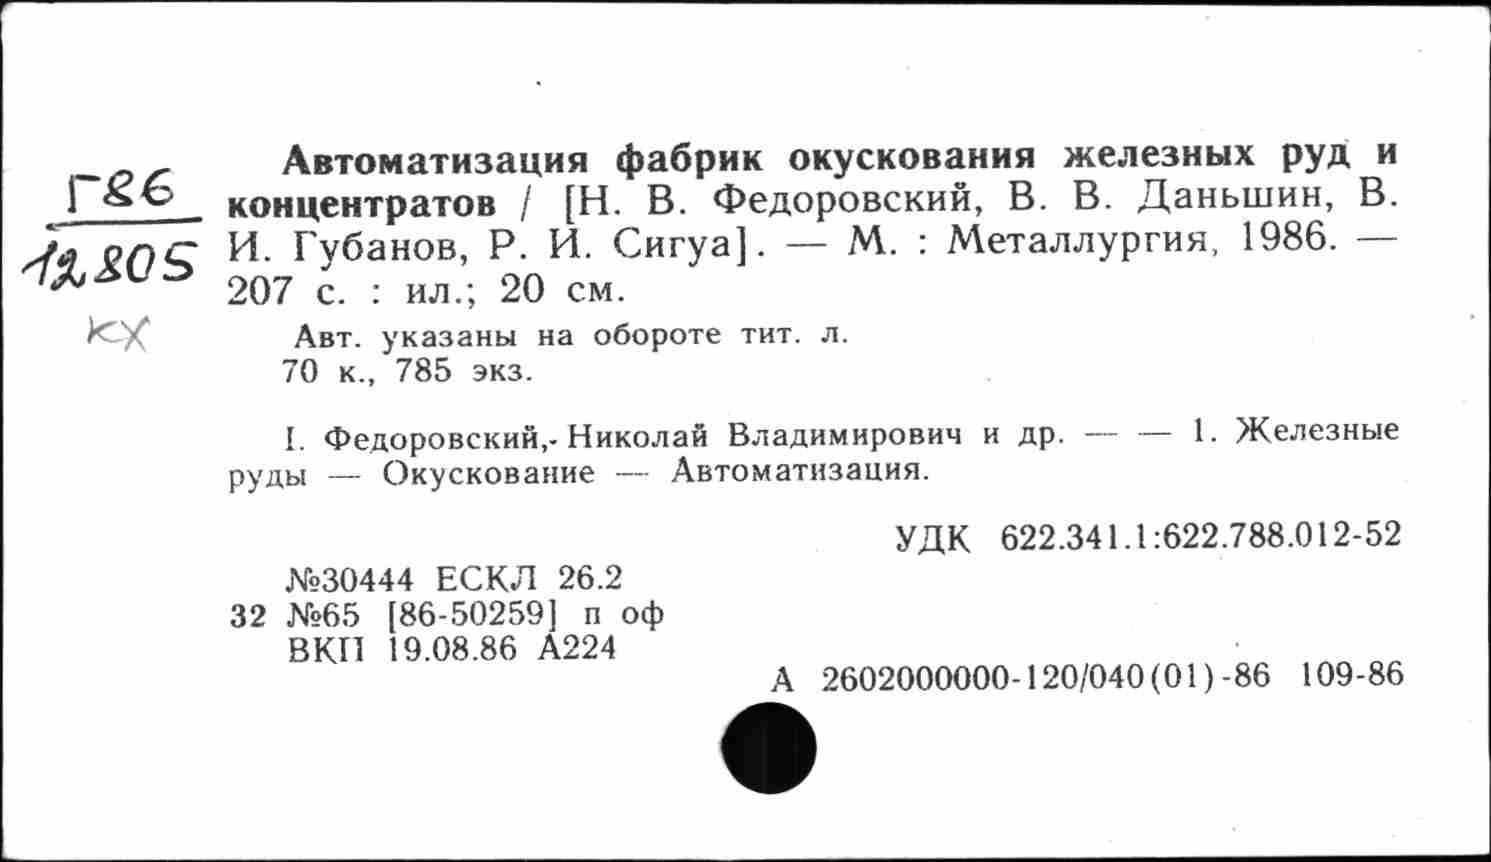 Г86
12805
кх
Автоматизация фабрик окускования железных руд и
концентратов / [Н. В. Федоровский, В. В. Даньшин, В.
И. Губанов, Р. И. Сигуа]. — М. : Металлургия, 1986. —
207 с. : ил.; 20 см.
Авт. указаны на обороте тит. л.
70 к., 785 экз.
I. Федоровский, Николай Владимирович и др. — — 1. Железные
руды — Окускование — Автоматизация.
УДК 622.341.1:622.788.012-52
№30444 ЕСКЛ 26.2
32 №65 [86-50259] п оф
ВКП 19.08.86 А224
А 2602000000-120/040(01)-86 109-86